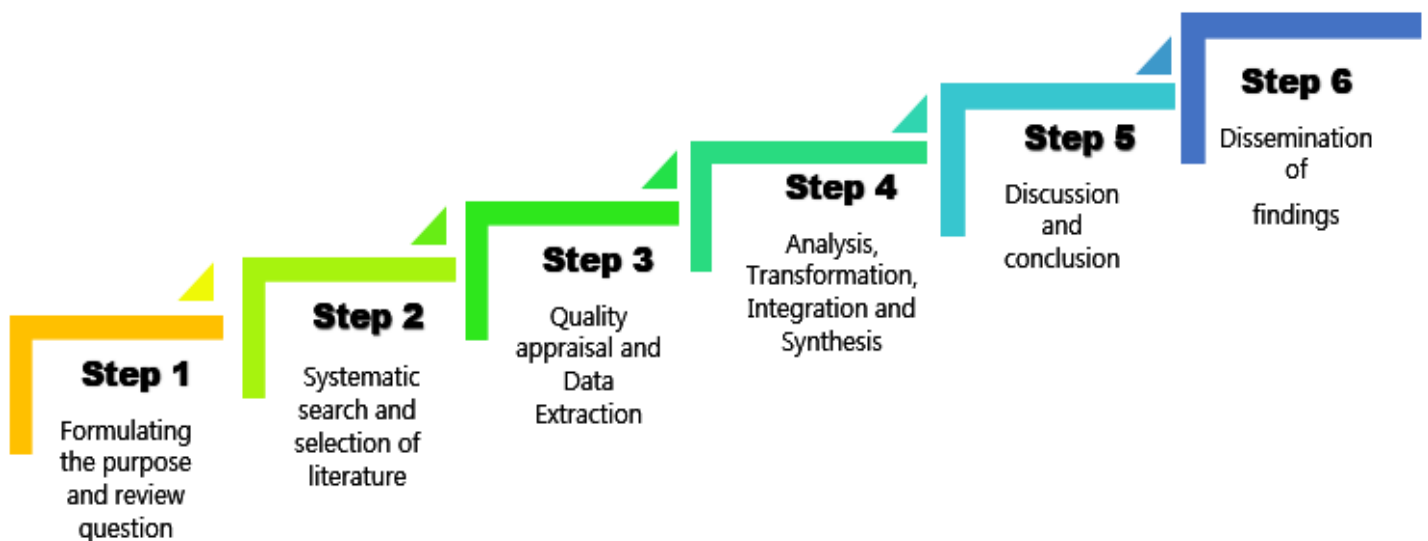 Step 1
Formulating
the purpose
and review
question
Step 2
Systematic
search and
selection of
literature
Step 3
Quality
appraisal and
Data
Extraction
Step 4
Analysis,
Transformation,
Integration and
Synthesis
Step 5
Discussion
and
conclusion
Step 6
Dissemination
of
findings